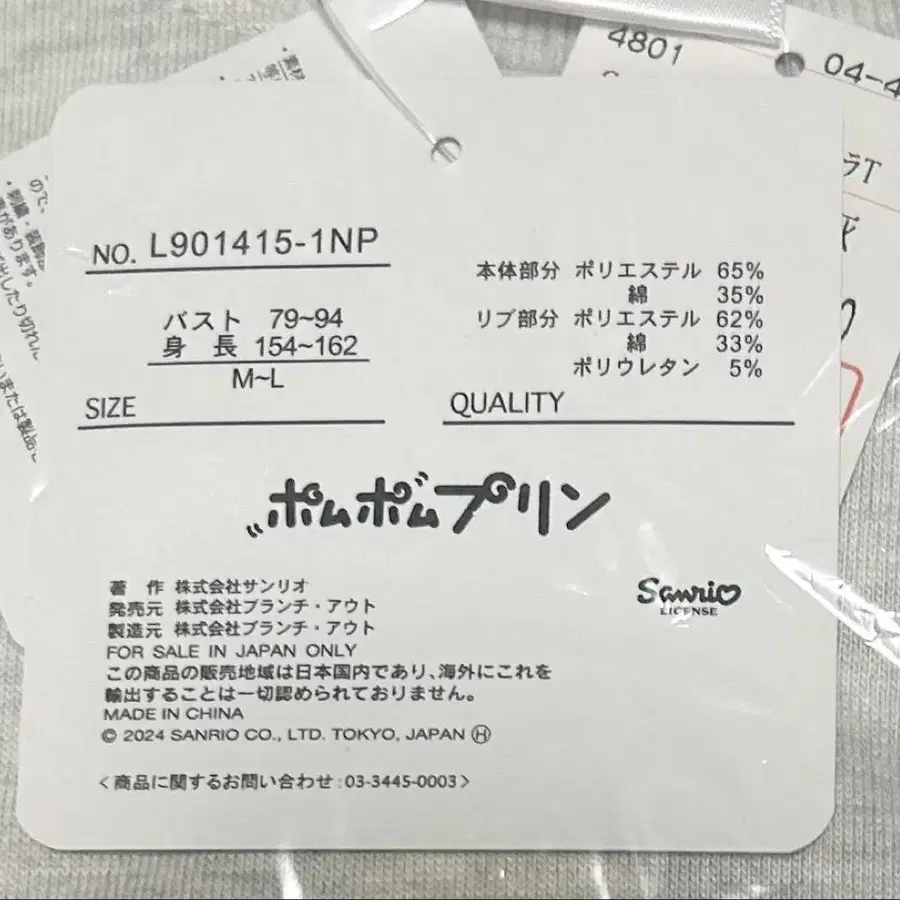 4801
04-4
ラT
NO. L901415-1NP
バスト 79~94
身 長 154~162
M~L
SIZE
本体部分 ポリエステル 65%
綿 35%
リブ部分 ポリエステル 62%
綿 33%
ポリウレタン 5%
QUALITY
ポムポムプリン
著 作 株式会社サンリオ
発売元 株式会社ブランチ・アウト
製造元 株式会社ブランチ・アウト
FOR SALE IN JAPAN ONLY
この商品の販売地域は日本国内であり、海外にこれを
輸出することは一切認められておりません。
MADE IN CHINA
© 2024 SANRIO CO., LTD. TOKYO, JAPAN Ⓗ
Sanrio
LICENSE
<商品に関するお問い合わせ:03-3445-0003>